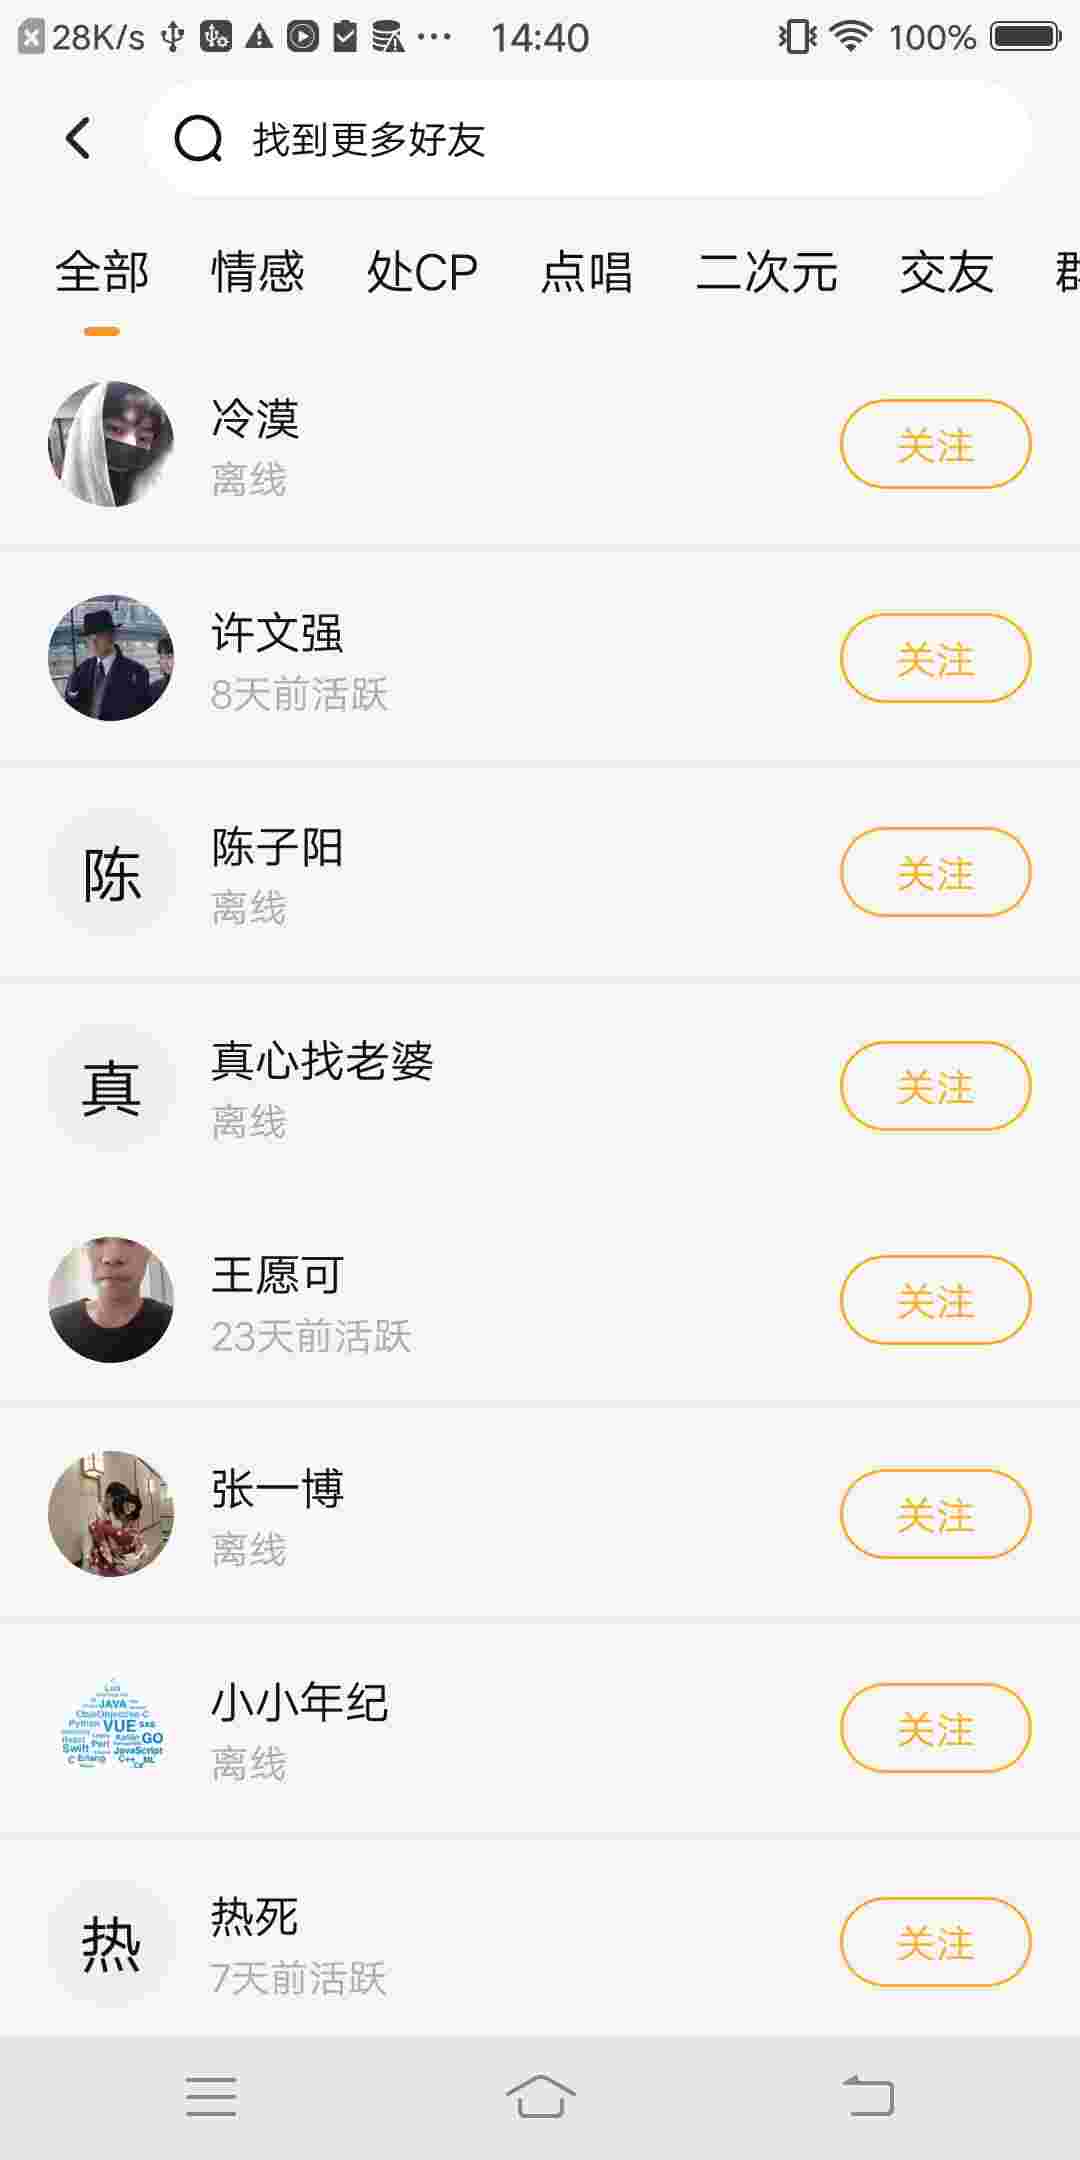 28K/s 14:40 100%
找到更多好友
全部 情感 处CP 点唱 二次元 交友
冷漠
离线
关注
许文强
8天前活跃
关注
陈
陈子阳
离线
关注
真
真心找老婆
离线
关注
王愿可
23天前活跃
关注
张一博
离线
关注
Lua
JAVA
Python VUE sass
Swift Perl Kotlin GO
JavaScript
C Erlang C++ ML
小小年纪
离线
关注
热
热死
7天前活跃
关注